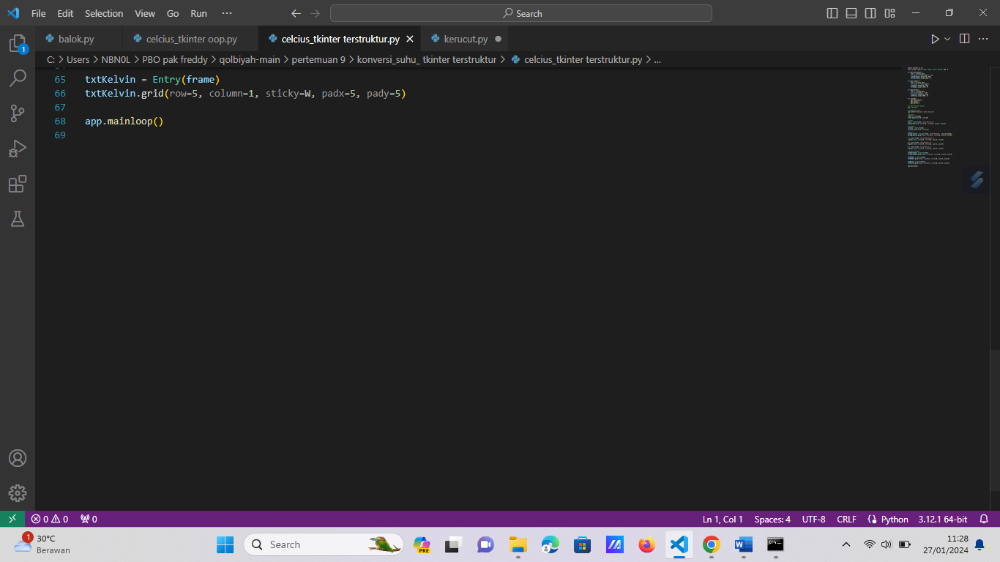 File Edit Selection View Go Run ··· Search
balok.py celcius_tkinter oop.py celcius_tkinter terstruktur.py kerucut.py
1
C: > Users > NBN0L > PBO pak freddy > qolbiyah-main > pertemuan 9 > konversi_suhu_ tkinter terstruktur > celcius_tkinter terstruktur.py > ...
65 txtKelvin = Entry(frame)
66 txtKelvin.grid(row=5, column=1, sticky=W, padx=5, pady=5)
67
68 app.mainloop()
69
0 0 0 Ln 1, Col 1 Spaces: 4 UTF-8 CRLF Python 3.12.1 64-bit
1 30°C
Berawan
Search
PRE
11:28
27/01/2024